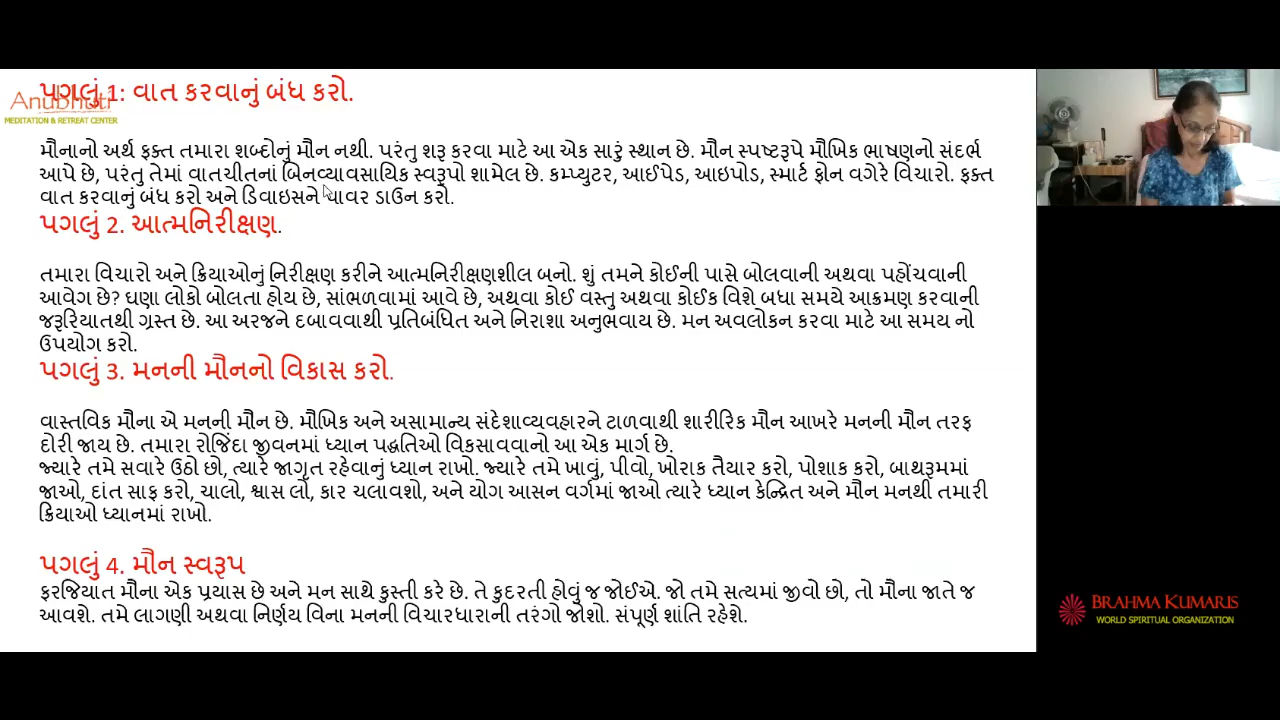 પગલું 1: વાત કરવાનું બંધ કરો.
Anubhuti
MEDITATION & RETREAT CENTER
મૌનાનો અર્થ ફક્ત તમારા શબ્દોનું મૌન નથી. પરંતુ શરૂ કરવા માટે આ એક સારું સ્થાન છે. મૌન સ્પષ્ટરૂપે મૌખિક ભાષણનો સંદર્ભ
આપે છે, પરંતુ તેમાં વાતચીતનાં બિનવ્યાવસાયિક સ્વરૂપો શામેલ છે. કમ્પ્યુટર, આઈપેડ, આઇપોડ, સ્માર્ટ ફોન વગેરે વિચારો. ફક્ત
વાત કરવાનું બંધ કરો અને ડિવાઇસને પાવર ડાઉન કરો.
પગલું 2. આત્મનિરીક્ષણ.
તમારા વિચારો અને ક્રિયાઓનું નિરીક્ષણ કરીને આત્મનિરીક્ષણશીલ બનો. શું તમને કોઈની પાસે બોલવાની અથવા પહોંચવાની
આવેગ છે? ઘણા લોકો બોલતા હોય છે, સાંભળવામાં આવે છે, અથવા કોઈ વસ્તુ અથવા કોઈક વિશે બધા સમયે આક્રમણ કરવાની
જરૂરિયાતથી ગ્રસ્ત છે. આ અરજને દબાવવાથી પ્રતિબંધિત અને નિરાશા અનુભવાય છે. મન અવલોકન કરવા માટે આ સમય નો
ઉપયોગ કરો.
પગલું 3. મનની મૌનનો વિકાસ કરો.
વાસ્તવિક મૌના એ મનની મૌન છે. મૌખિક અને અસામાન્ય સંદેશાવ્યવહારને ટાળવાથી શારીરિક મૌન આખરે મનની મૌન તરફ
દોરી જાય છે. તમારા રોજિંદા જીવનમાં ધ્યાન પદ્ધતિઓ વિકસાવવાનો આ એક માર્ગ છે.
જ્યારે તમે સવારે ઉઠો છો, ત્યારે જાગૃત રહેવાનું ધ્યાન રાખો. જ્યારે તમે ખાવું, પીવો, ખોરાક તૈયાર કરો, પોશાક કરો, બાથરૂમમાં
જાઓ, દાંત સાફ કરો, ચાલો, શ્વાસ લો, કાર ચલાવશો, અને યોગ આસન વર્ગમાં જાઓ ત્યારે ધ્યાન કેન્દ્રિત અને મૌન મનથી તમારી
ક્રિયાઓ ધ્યાનમાં રાખો.
પગલું 4. મૌન સ્વરૂપ
ફરજિયાત મૌના એક પ્રયાસ છે અને મન સાથે કુસ્તી કરે છે. તે કુદરતી હોવું જ જોઈએ. જો તમે સત્યમાં જીવો છો, તો મૌના જાતે જ
આવશે. તમે લાગણી અથવા નિર્ણય વિના મનની વિચારધારાની તરંગો જોશો. સંપૂર્ણ શાંતિ રહેશે.
BRAHMA KUMARIS
WORLD SPIRITUAL ORGANIZATION